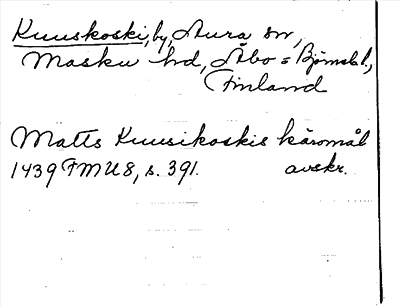 Kuuskoski, by, Aura sn,
Masku hd, Åbo o Björneb. l.,
Finland
Matts Kuusikoskis käromål
1439 FMU 8, s. 391. avskr.